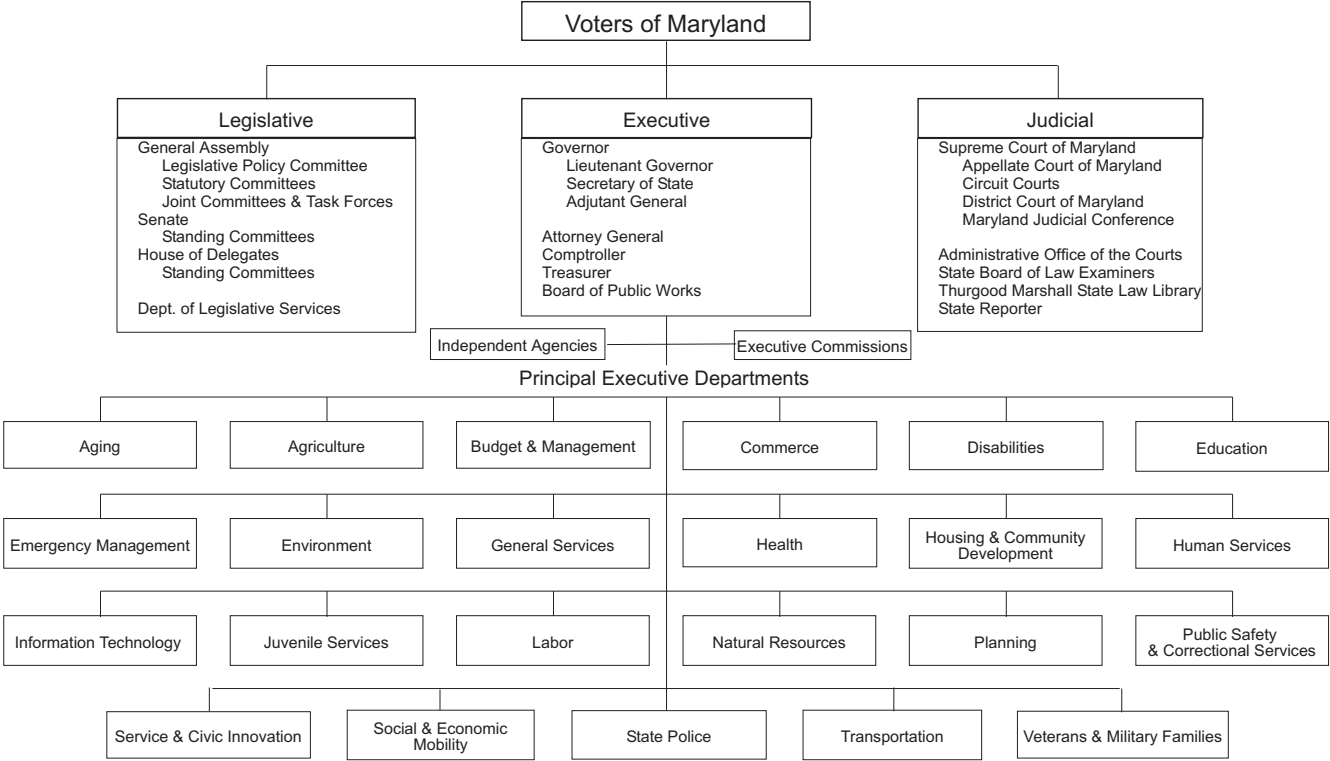 Voters of Maryland
Legislative
General Assembly
Legislative Policy Committee
Statutory Committees
Joint Committees & Task Forces
Senate
Standing Committees
House of Delegates
Standing Committees
Dept. of Legislative Services
Executive
Governor
Lieutenant Governor
Secretary of State
Adjutant General
Attorney General
Comptroller
Treasurer
Board of Public Works
Judicial
Supreme Court of Maryland
Appellate Court of Maryland
Circuit Courts
District Court of Maryland
Maryland Judicial Conference
Administrative Office of the Courts
State Board of Law Examiners
Thurgood Marshall State Law Library
State Reporter
Independent Agencies
Executive Commissions
Principal Executive Departments
Aging
Agriculture
Budget & Management
Commerce
Disabilities
Education
Emergency Management
Environment
General Services
Health
Housing & Community
Development
Human Services
Information Technology
Juvenile Services
Labor
Natural Resources
Planning
Public Safety
& Correctional Services
Service & Civic Innovation
Social & Economic
Mobility
State Police
Transportation
Veterans & Military Families